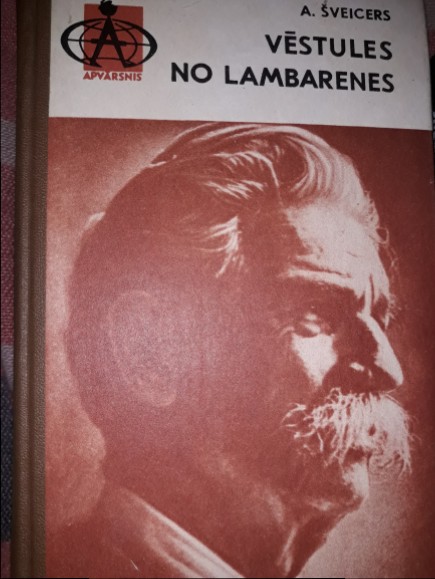 A. ŠVEICERS
VĒSTULES
NO LAMBARENES
A
APVĀRSNIS